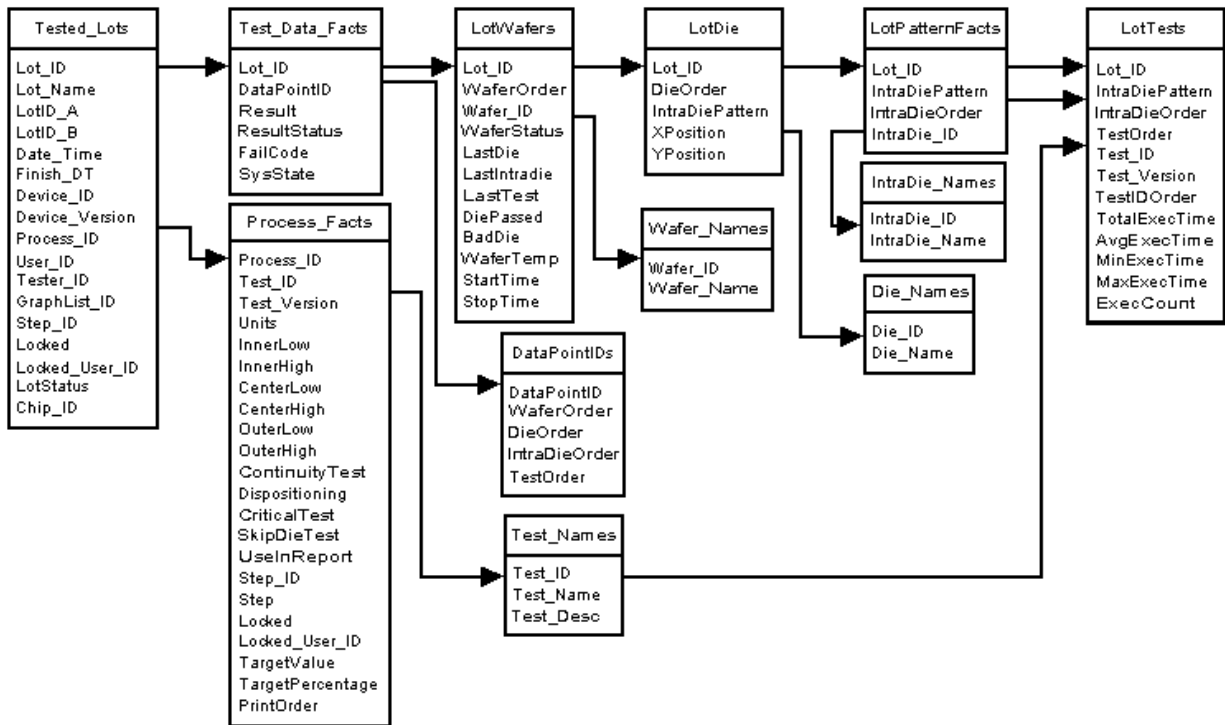 Tested_Lots
Lot_ID
Lot_Name
LotID_A
LotID_B
Date_Time
Finish_DT
Device_ID
Device_Version
Process_ID
User_ID
Tester_ID
GraphList_ID
Step_ID
Locked
Locked_User_ID
LotStatus
Chip_ID
Test_Data_Facts
Lot_ID
DataPointID
Result
ResultStatus
FailCode
SysState
Process_Facts
Process_ID
Test_ID
Test_Version
Units
InnerLow
InnerHigh
CenterLow
CenterHigh
OuterLow
OuterHigh
ContinuityTest
Dispositioning
CriticalTest
SkipDieTest
UseInReport
Step_ID
Step
Locked
Locked_User_ID
TargetValue
TargetPercentage
PrintOrder
LotWafers
Lot_ID
WaferOrder
Wafer_ID
WaferStatus
LastDie
LastIntradie
LastTest
DiePassed
BadDie
WaferTemp
StartTime
StopTime
DataPointIDs
DataPointID
WaferOrder
DieOrder
IntraDieOrder
TestOrder
Test_Names
Test_ID
Test_Name
Test_Desc
LotDie
Lot_ID
DieOrder
IntraDiePattern
XPosition
YPosition
Wafer_Names
Wafer_ID
Wafer_Name
LotPatternFacts
Lot_ID
IntraDiePattern
IntraDieOrder
IntraDie_ID
IntraDie_Names
IntraDie_ID
IntraDie_Name
Die_Names
Die_ID
Die_Name
LotTests
Lot_ID
IntraDiePattern
IntraDieOrder
TestOrder
Test_ID
Test_Version
TestIDOrder
TotalExecTime
AvgExecTime
MinExecTime
MaxExecTime
ExecCount